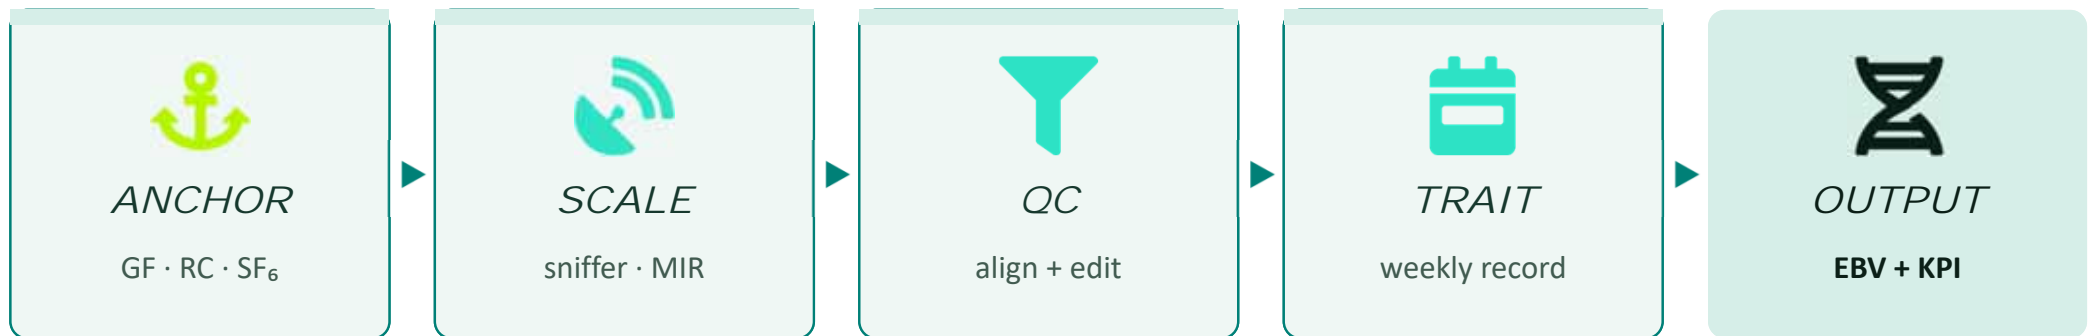 ANCHOR
GF · RC · SF₆
SCALE
sniffer · MIR
QC
align + edit
TRAIT
weekly record
OUTPUT
EBV + KPI